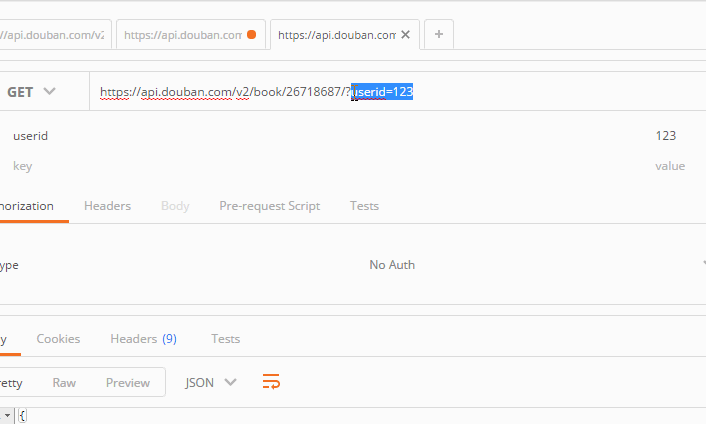 //api.douban.com/v2 https://api.douban.com https://api.douban.com +
GET https://api.douban.com/v2/book/26718687/?userid=123
userid 123
key value
horization Headers Body Pre-request Script Tests
ype No Auth
y Cookies Headers (9) Tests
retty Raw Preview JSON
{